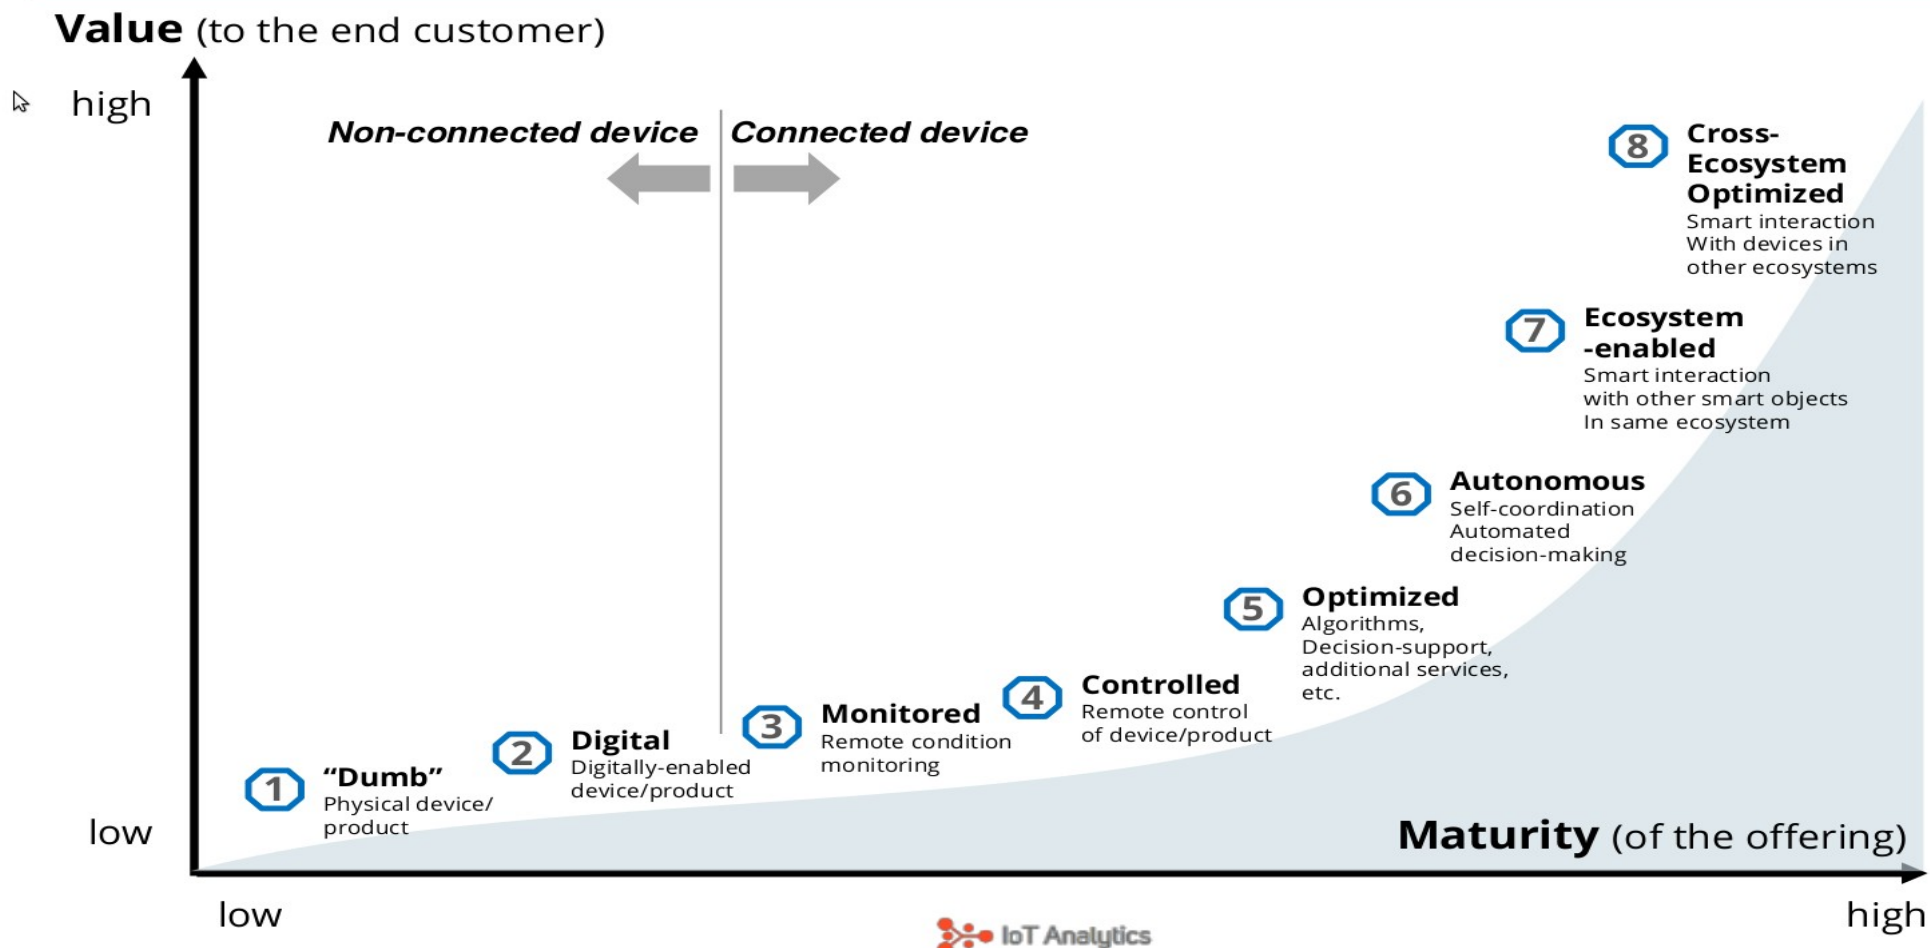 Value (to the end customer)
high
Non-connected device
Connected device
8
Cross-
Ecosystem
Optimized
Smart interaction
With devices in
other ecosystems
7
Ecosystem
-enabled
Smart interaction
with other smart objects
In same ecosystem
6
Autonomous
Self-coordination
Automated
decision-making
5
Optimized
Algorithms,
Decision-support,
additional services,
etc.
4
Controlled
Remote control
of device/product
3
Monitored
Remote condition
monitoring
2
Digital
Digitally-enabled
device/product
1
“Dumb”
Physical device/
product
low
Maturity (of the offering)
low
high
IoT Analytics